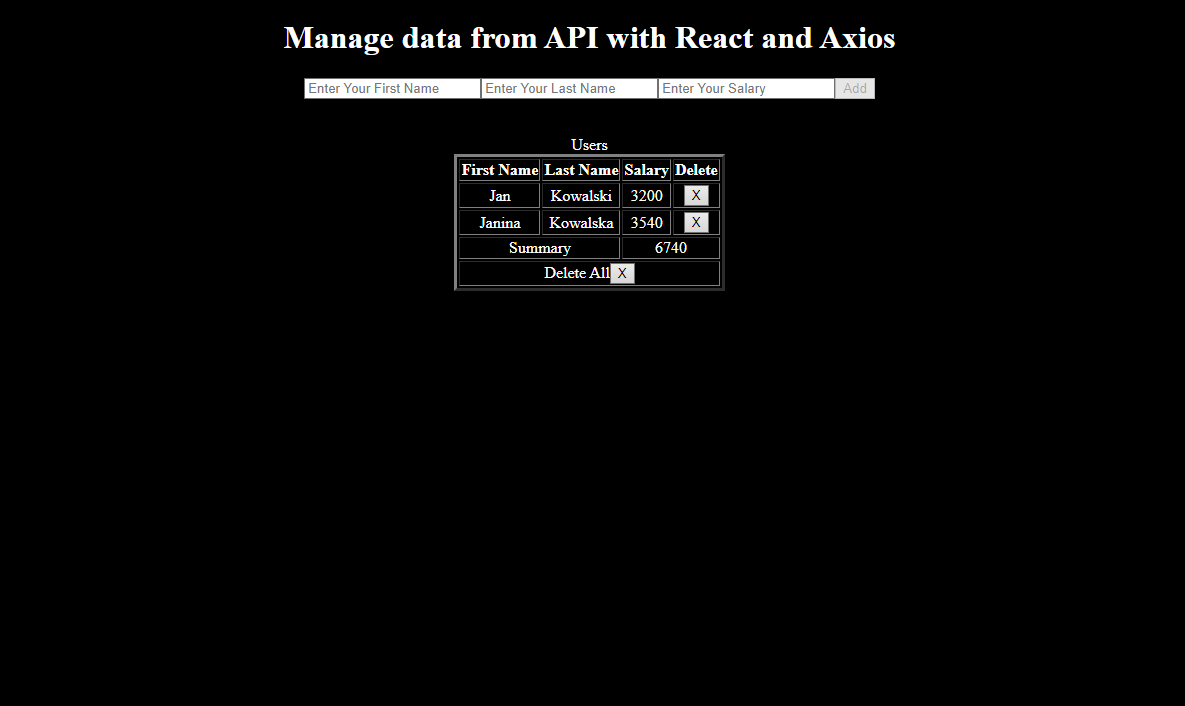 Manage data from API with React and Axios
Enter Your First Name Enter Your Last Name Enter Your Salary Add
Users
First Name Last Name Salary Delete
Jan Kowalski 3200 X
Janina Kowalska 3540 X
Summary 6740
Delete All X